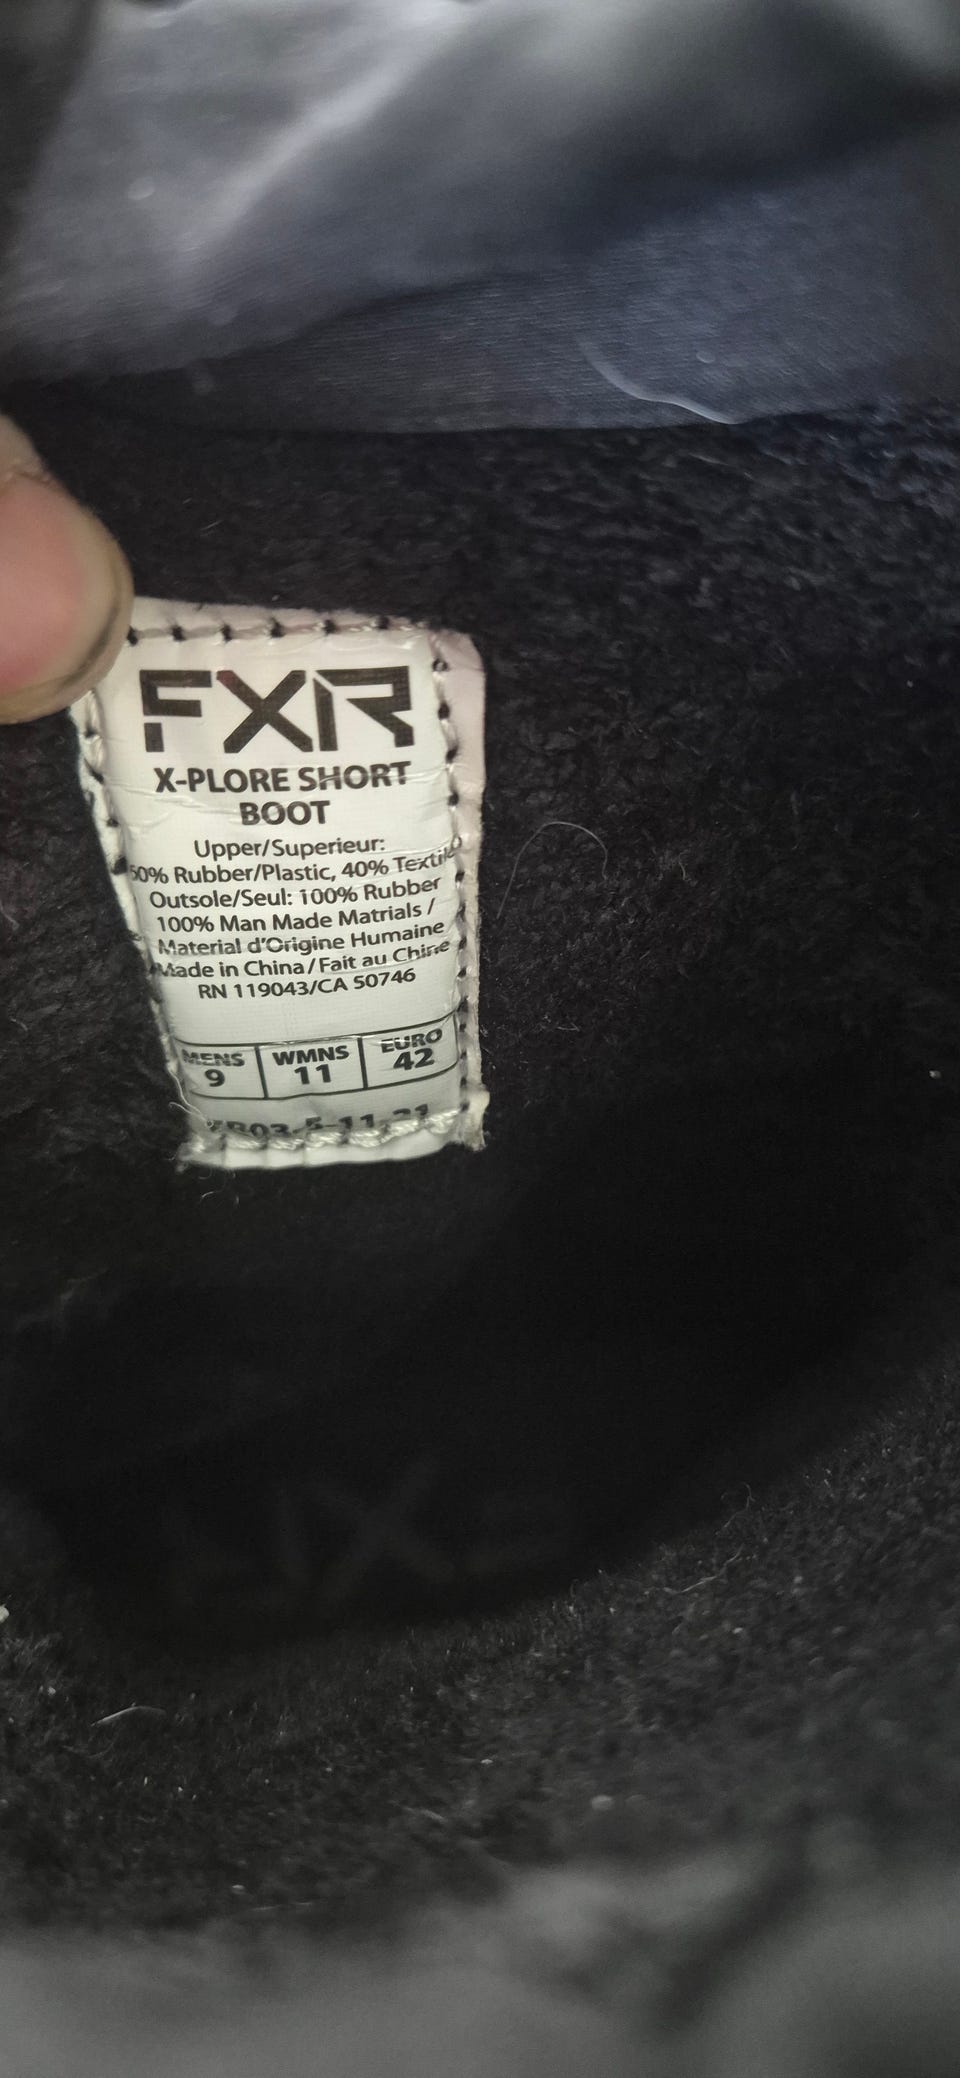 FXR
X-PLORE SHORT
BOOT
Upper/Superieur:
60% Rubber/Plastic, 40% Textile
Outsole/Seul: 100% Rubber
100% Man Made Matrials /
Material d'Origine Humaine
Made in China/Fait au Chine
RN 119043/CA 50746
MENS WMNS EURO
9 11 42